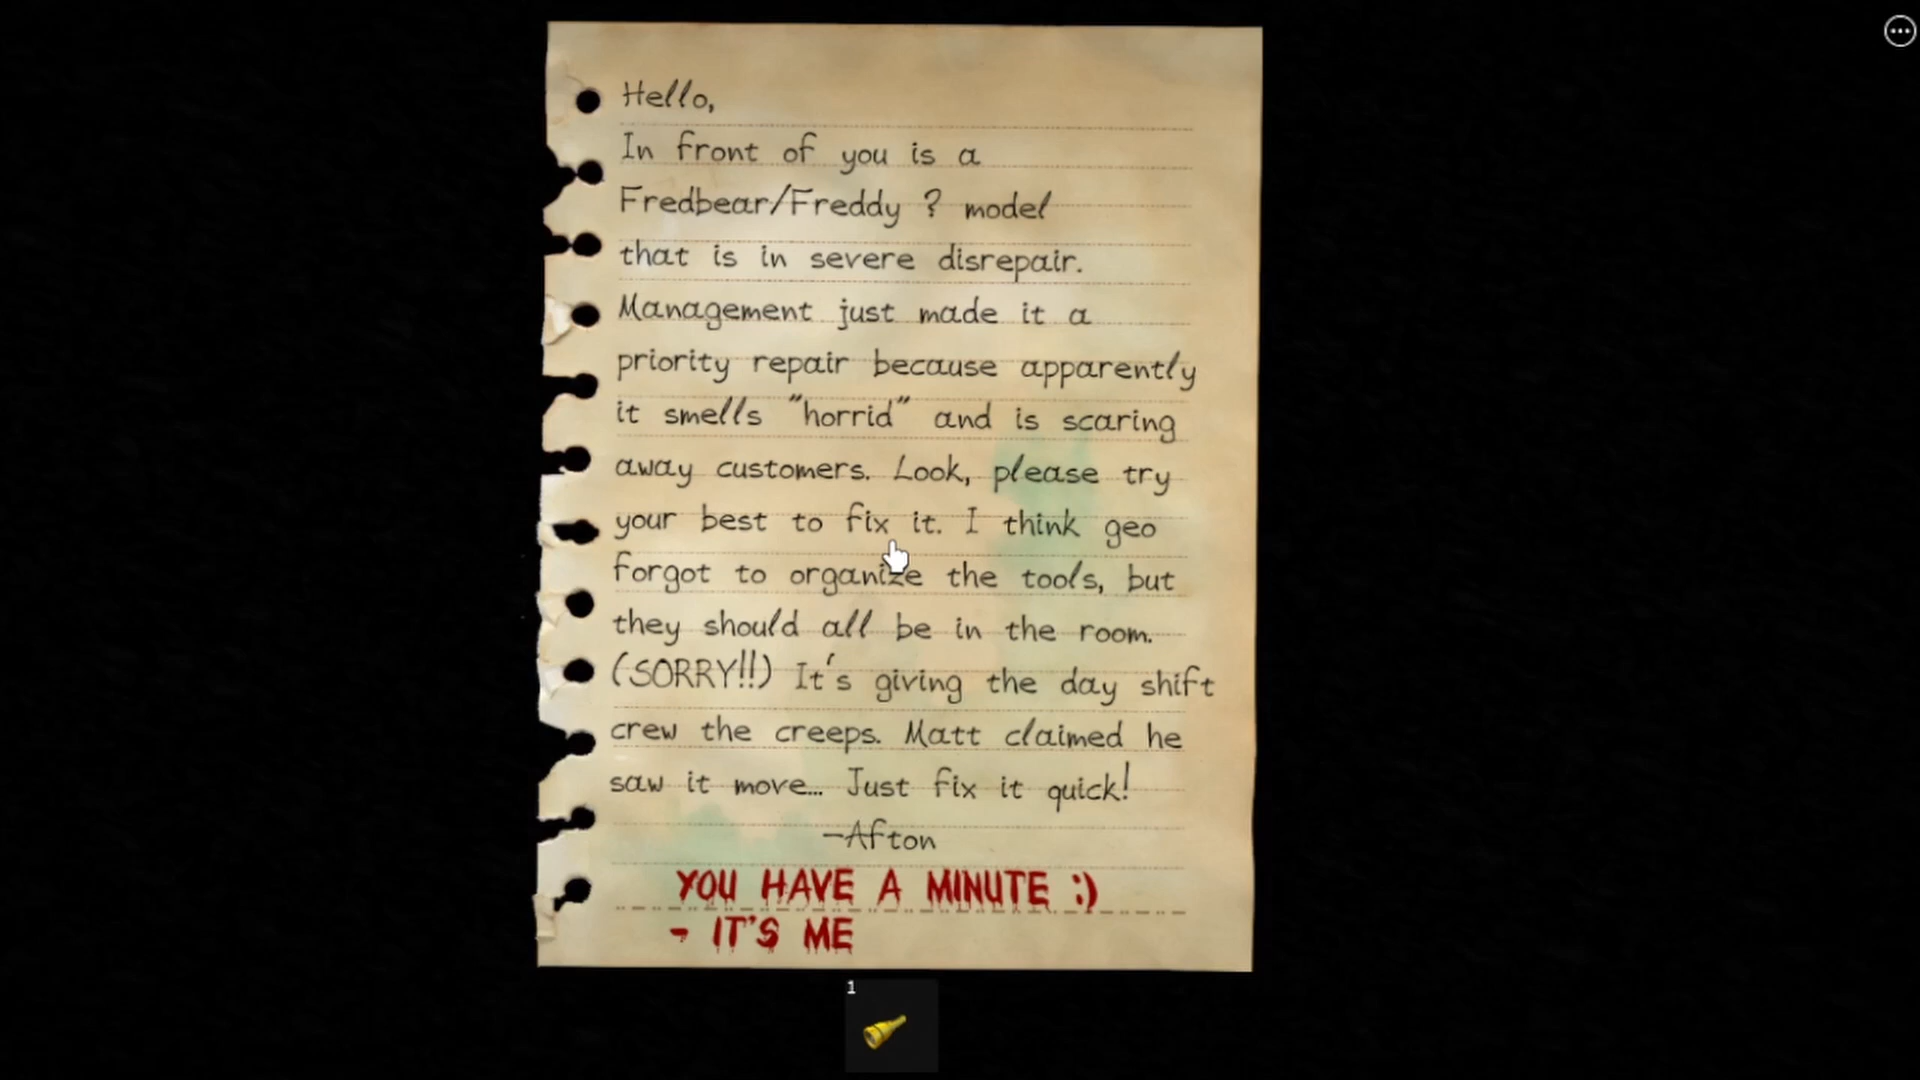 Hello,
In front of you is a
Fredbear/Freddy ? model
that is in severe disrepair.
Management just made it a
priority repair because apparently
it smells "horrid" and is scaring
away customers. Look, please try
your best to fix it. I think geo
forgot to organize the tools, but
they should all be in the room.
(SORRY!!) It's giving the day shift
crew the creeps. Matt claimed he
saw it move... Just fix it quick!
-Afton
YOU HAVE A MINUTE :)
- IT'S ME
1